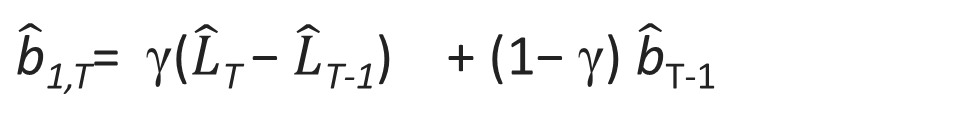 b̂₁,T= γ(L̂T− L̂T-1) + (1− γ) b̂T-1